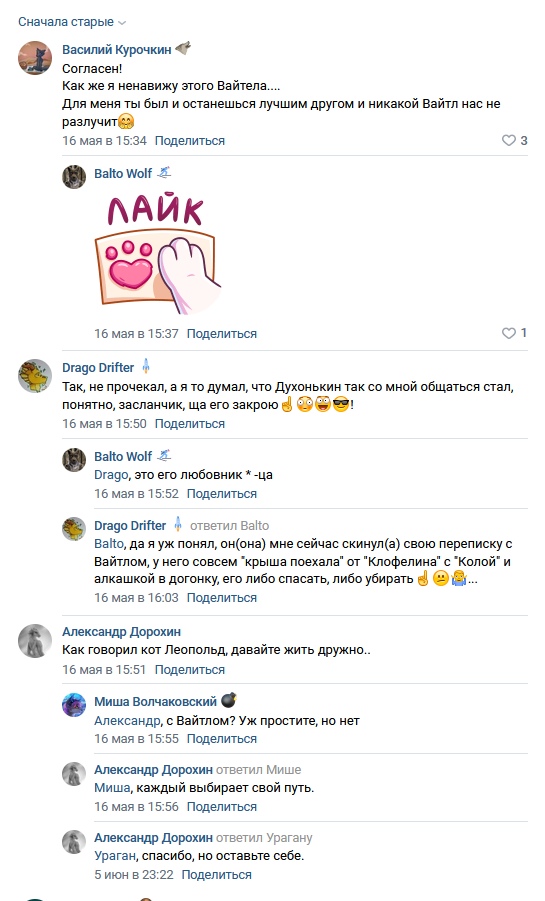 Сначала старые
Василий Курочкин
Согласен!
Как же я ненавижу этого Вайтела....
Для меня ты был и останешься лучшим другом и никакой Вайтл нас не
разлучит🤗
16 мая в 15:34 Поделиться
3
Balto Wolf
ЛАЙК
16 мая в 15:37 Поделиться
1
Drago Drifter
Так, не прочекал, а я то думал, что Духонькин так со мной общаться стал,
понятно, засланчик, ща его закрою☝😳😄😎!
16 мая в 15:50 Поделиться
Balto Wolf
Drago, это его любовник * -ца
16 мая в 15:52 Поделиться
Drago Drifter ответил Balto
Balto, да я уж понял, он(она) мне сейчас скинул(а) свою переписку с
Вайтлом, у него совсем "крыша поехала" от "Клофелина" с "Колой" и
алкашкой в догонку, его либо спасать, либо убирать☝😕🤷‍♂️...
16 мая в 16:03 Поделиться
Александр Дорохин
Как говорил кот Леопольд, давайте жить дружно..
16 мая в 15:51 Поделиться
Миша Волчаковский
Александр, с Вайтлом? Уж простите, но нет
16 мая в 15:55 Поделиться
Александр Дорохин ответил Мише
Миша, каждый выбирает свой путь.
16 мая в 15:56 Поделиться
Александр Дорохин ответил Урагану
Ураган, спасибо, но оставьте себе.
5 июн в 23:22 Поделиться